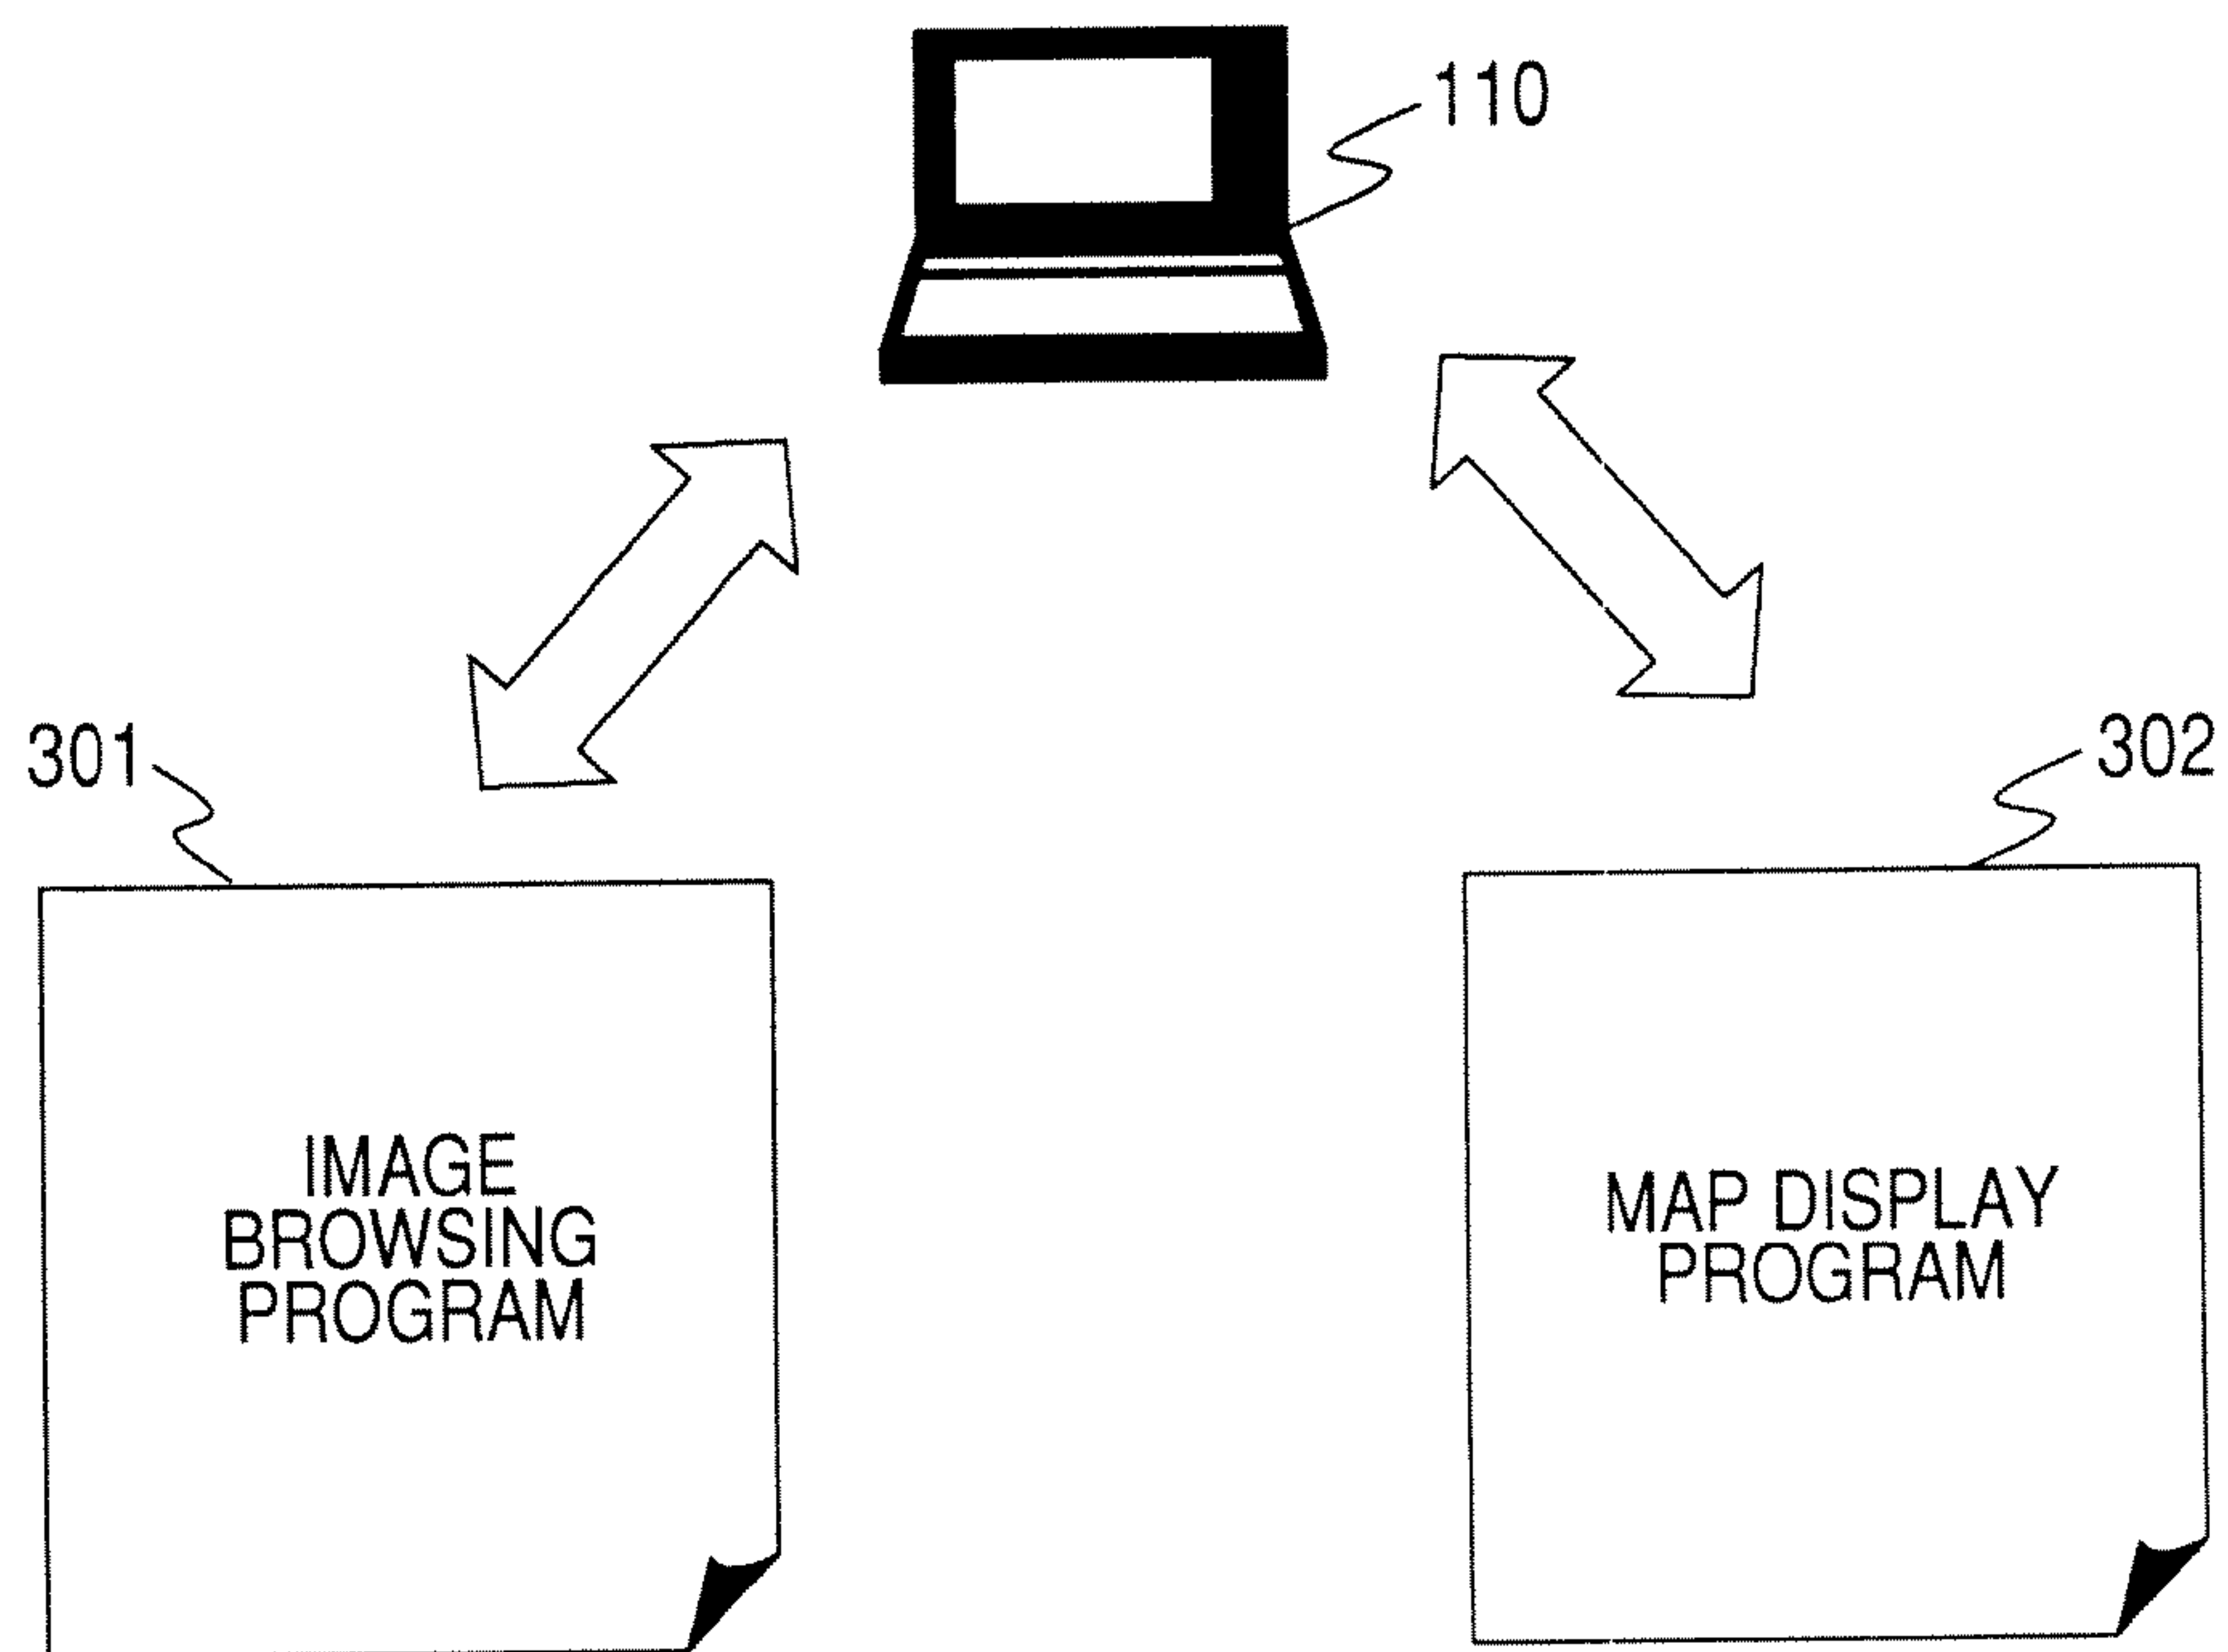 110
301
302
IMAGE
BROWSING
PROGRAM
MAP DISPLAY
PROGRAM